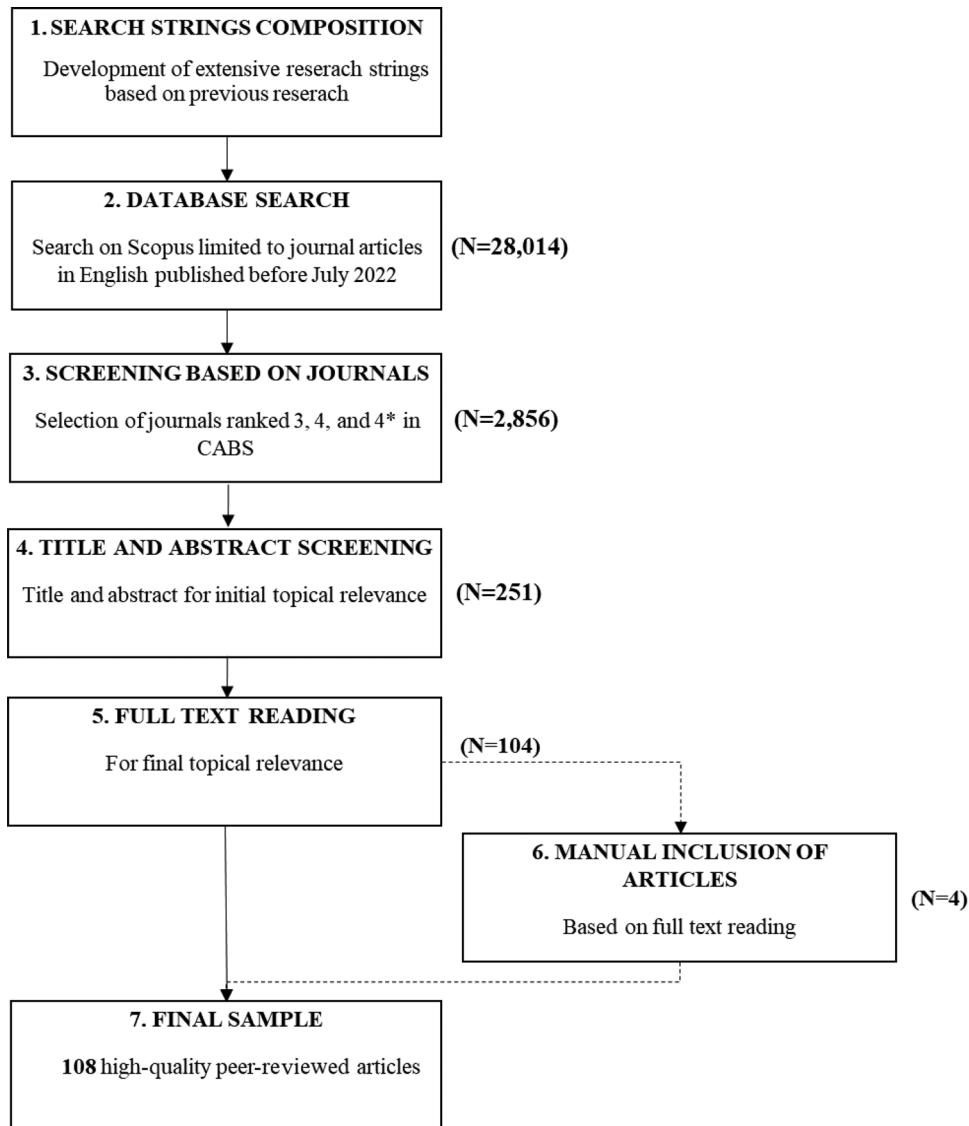 1. SEARCH STRINGS COMPOSITION
Development of extensive reserach strings
based on previous reserach
2. DATABASE SEARCH
Search on Scopus limited to journal articles
in English published before July 2022
(N=28,014)
3. SCREENING BASED ON JOURNALS
Selection of journals ranked 3, 4, and 4* in
CABS
(N=2,856)
4. TITLE AND ABSTRACT SCREENING
Title and abstract for initial topical relevance
(N=251)
5. FULL TEXT READING
For final topical relevance
(N=104)
6. MANUAL INCLUSION OF
ARTICLES
Based on full text reading
(N=4)
7. FINAL SAMPLE
108 high-quality peer-reviewed articles